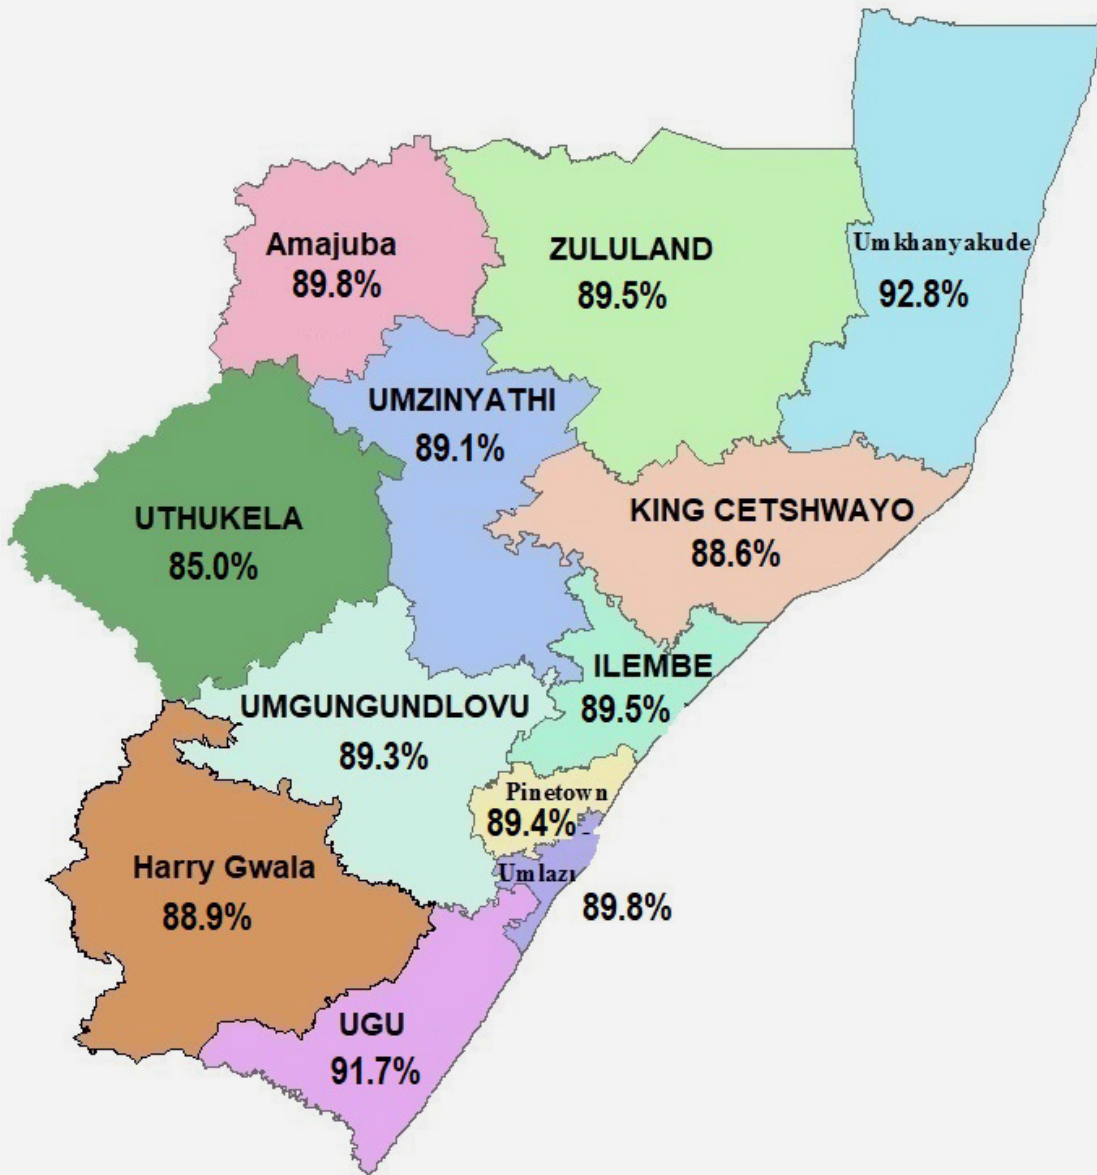 Amajuba
89.8%
ZULULAND
89.5%
Umkhanyakude
92.8%
UMZINYATHI
89.1%
UTHUKELA
85.0%
KING CETSHWAYO
88.6%
ILEMBE
89.5%
UMGUNGUNDLOVU
89.3%
Pinetown
89.4%
Harry Gwala
88.9%
Umlazi
89.8%
UGU
91.7%